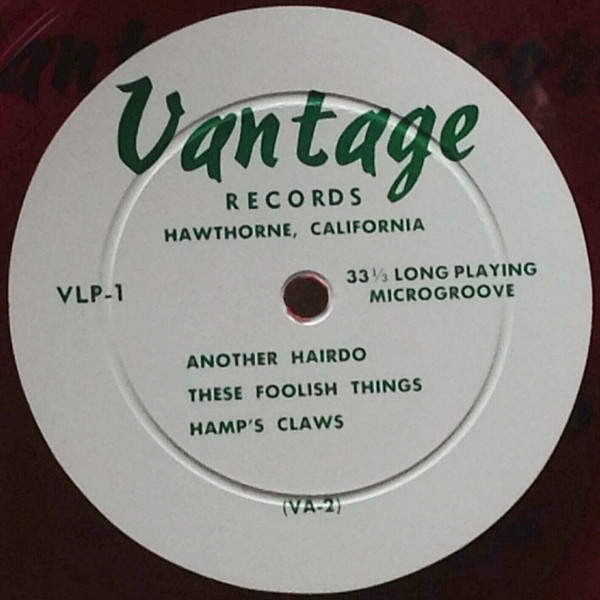 Vantage
RECORDS
HAWTHORNE, CALIFORNIA
VLP-1
33⅓ LONG PLAYING
MICROGROOVE
ANOTHER HAIRDO
THESE FOOLISH THINGS
HAMP'S CLAWS
(VA-2)